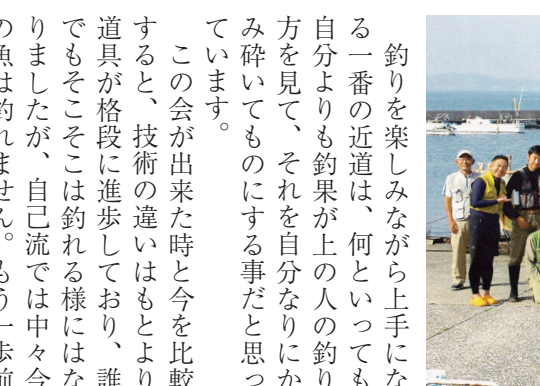 釣りを楽しみながら上手にな
る一番の近道は、何といっても
自分よりも釣果が上の人の釣り
方を見て、それを自分なりにか
み砕いてものにする事だと思っ
ています。
この会が出来た時と今を比較
すると、技術の違いはもとより
道具が格段に進歩しており、誰
でもそこそこは釣れる様にはな
りましたが、自己流では中々今
の魚は釣れません。もう一歩前